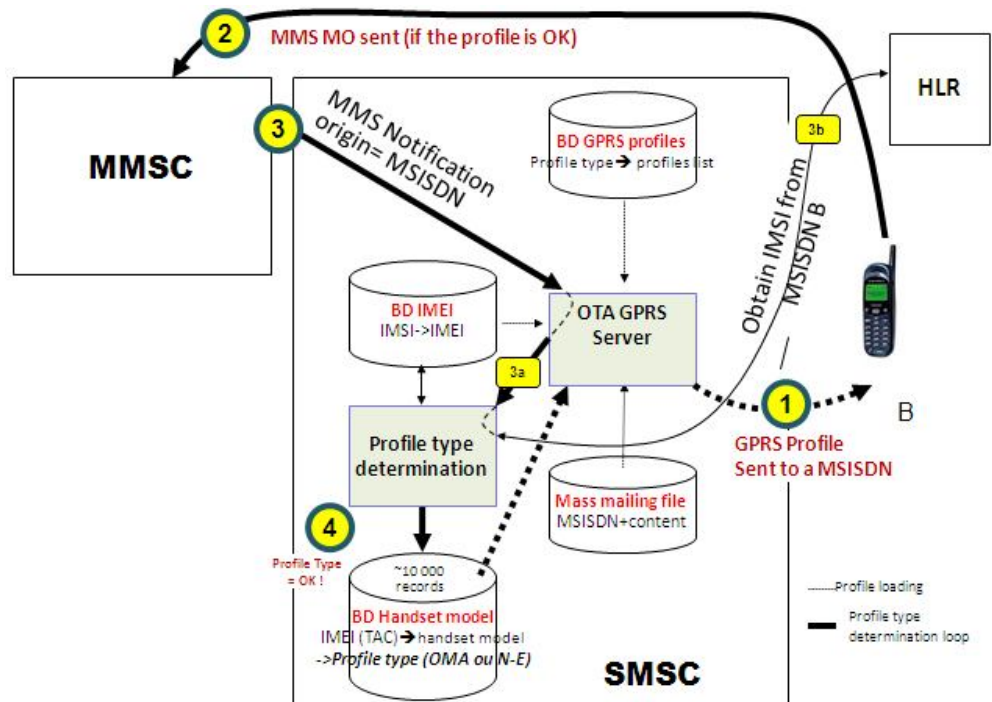 2
MMS MO sent (if the profile is OK)
HLR
MMSC
3
MMS Notification
origin= MSISDN
BD GPRS profiles
Profile type → profiles list
3b
Obtain IMSI from
MSISDN B
BD IMEI
IMSI->IMEI
OTA GPRS
Server
3a
1
B
GPRS Profile
Sent to a MSISDN
Profile type
determination
Mass mailing file
MSISDN+content
4
Profile Type
= OK !
~10 000
records
BD Handset model
IMEI (TAC) → handset model
->Profile type (OMA ou N-E)
SMSC
Profile loading
Profile type
determination loop